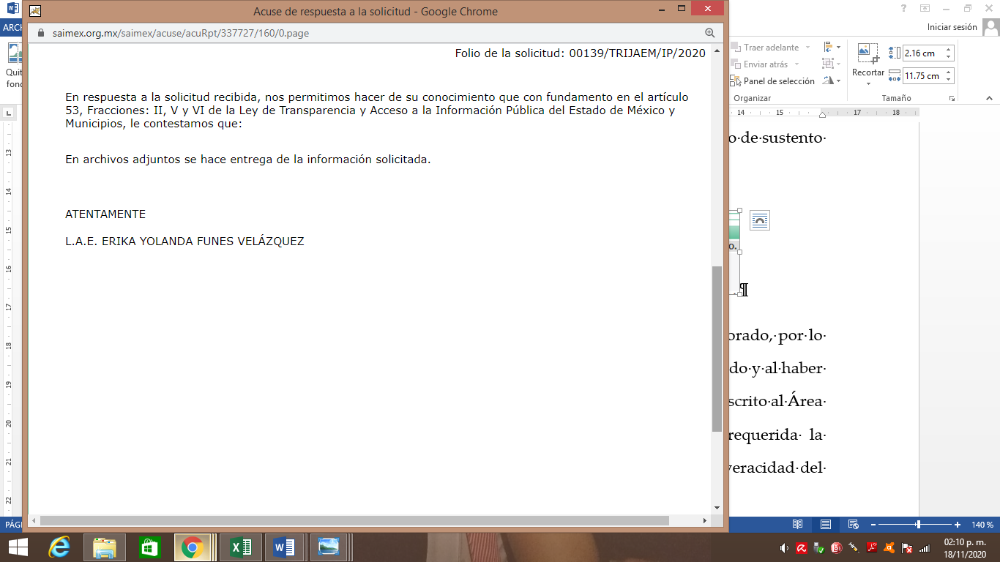 Acuse de respuesta a la solicitud - Google Chrome
saimex.org.mx/saimex/acuse/acuRpt/337727/160/0.page
Folio de la solicitud: 00139/TRIJAEM/IP/2020
En respuesta a la solicitud recibida, nos permitimos hacer de su conocimiento que con fundamento en el artículo
53, Fracciones: II, V y VI de la Ley de Transparencia y Acceso a la Información Pública del Estado de México y
Municipios, le contestamos que:
En archivos adjuntos se hace entrega de la información solicitada.
ATENTAMENTE
L.A.E. ERIKA YOLANDA FUNES VELÁZQUEZ
ARCH
Quit
fond
Iniciar sesión
Traer adelante
Enviar atrás
Panel de selección
Organizar
Recortar
2.16 cm
11.75 cm
Tamaño
14 15 17 18
13
14
15
16
17
18
19
20
21
22
o de sustento
o.
¶
orado, por lo
do y al haber
scrito al Área
requerida la
veracidad del
PÁGI
140 %
02:10 p. m.
18/11/2020